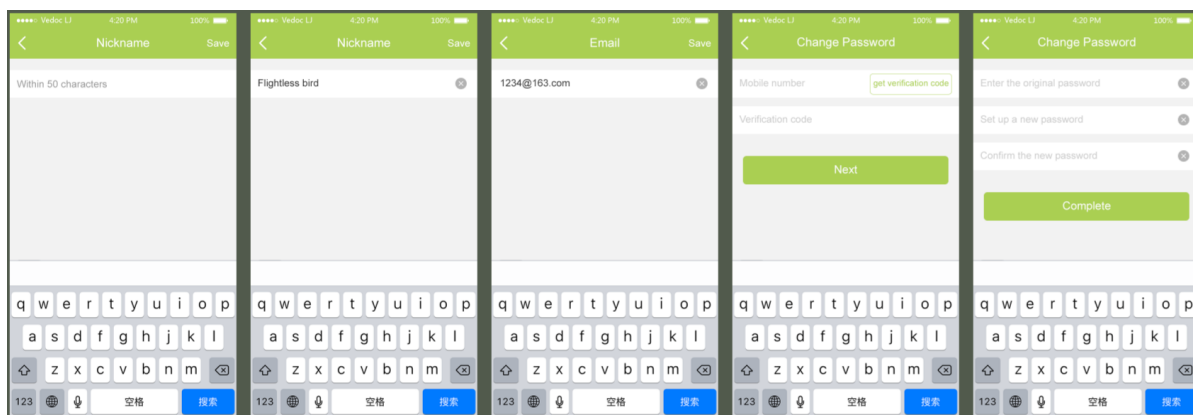 Vedoc LJ 4:20 PM 100%
Nickname Save
Within 50 characters
q w e r t y u i o p
a s d f g h j k l
z x c v b n m
123 空格 搜索
Vedoc LJ 4:20 PM 100%
Nickname Save
Flightless bird
q w e r t y u i o p
a s d f g h j k l
z x c v b n m
123 空格 搜索
Vedoc LJ 4:20 PM 100%
Email Save
1234@163.com
q w e r t y u i o p
a s d f g h j k l
z x c v b n m
123 空格 搜索
Vedoc LJ 4:20 PM 100%
Change Password
Mobile number get verification code
Verification code
Next
q w e r t y u i o p
a s d f g h j k l
z x c v b n m
123 空格 搜索
Vedoc LJ 4:20 PM 100%
Change Password
Enter the original password
Set up a new password
Confirm the new password
Complete
q w e r t y u i o p
a s d f g h j k l
z x c v b n m
123 空格 搜索